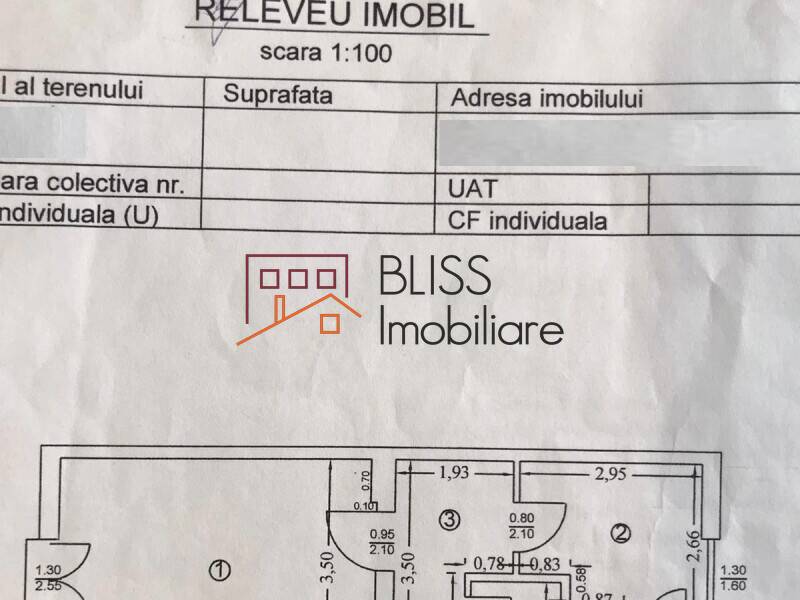 RELEVEU IMOBIL
scara 1:100
l al terenului Suprafata Adresa imobilului
ara colectiva nr. UAT
ndividuala (U) CF individuala
BLISS
Imobiliare
1,93 2,95
0.70
0.10
3 0.80 2
2.10
0.95
2.10
2,66
3,50 3,50
0,78 0,83
0.58
1 1.30 1.30
2.55 1.60
0.87